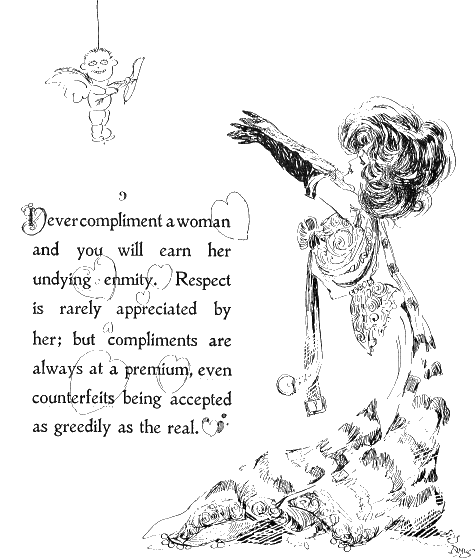 9
Never compliment a woman
and you will earn her
undying enmity. Respect
is rarely appreciated by
her; but compliments are
always at a premium, even
counterfeits being accepted
as greedily as the real.